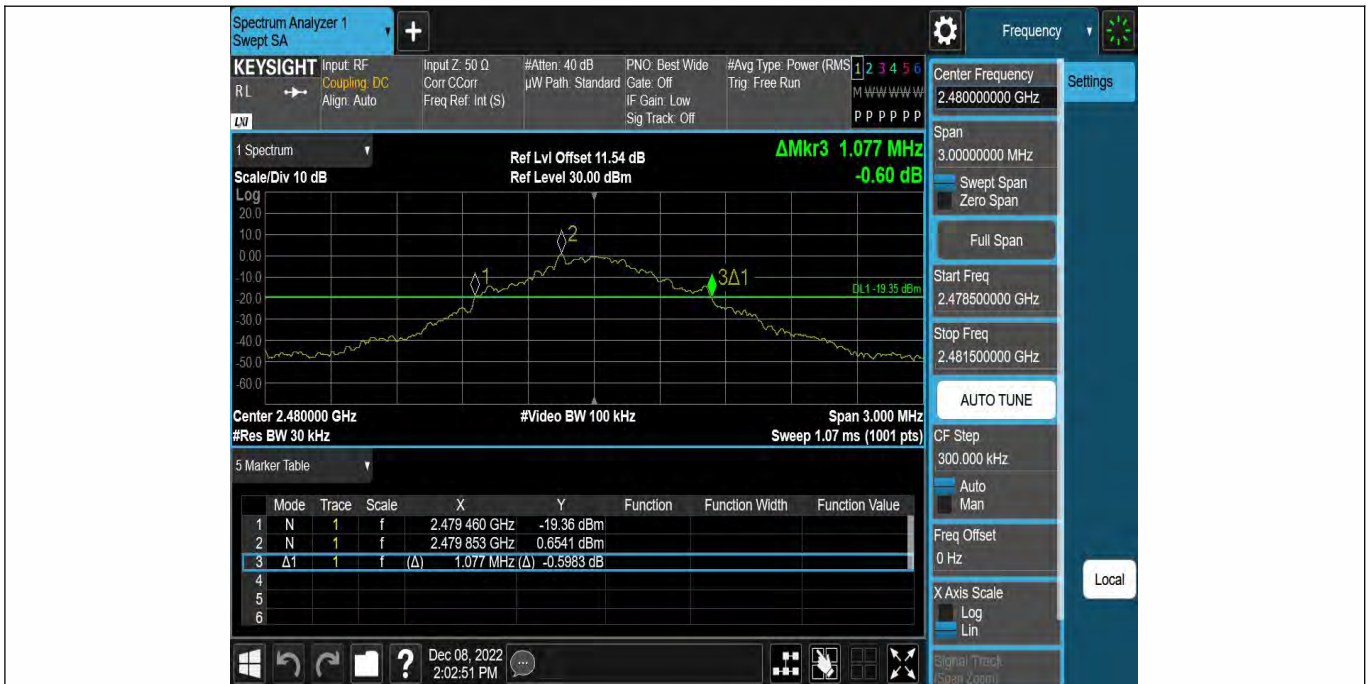 Spectrum Analyzer 1
Swept SA
+
Frequency
KEYSIGHT
RL
LXI
Input: RF
Coupling: DC
Align: Auto
Input Z: 50 Ω
Corr CCorr
Freq Ref: Int (S)
#Atten: 40 dB
µW Path: Standard
PNO: Best Wide
Gate: Off
IF Gain: Low
Sig Track: Off
#Avg Type: Power (RMS
Trig: Free Run
1 2 3 4 5 6
M W W W W W
P P P P P P
1 Spectrum
Scale/Div 10 dB
Ref Lvl Offset 11.54 dB
Ref Level 30.00 dBm
ΔMkr3 1.077 MHz
-0.60 dB
Log
20.0
10.0
0.00
-10.0
-20.0
-30.0
-40.0
-50.0
-60.0
1
2
3Δ1
DL1 -19.35 dBm
Center 2.480000 GHz
#Video BW 100 kHz
Span 3.000 MHz
#Res BW 30 kHz
Sweep 1.07 ms (1001 pts)
5 Marker Table
Mode Trace Scale X Y Function Function Width Function Value
1 N 1 f 2.479 460 GHz -19.36 dBm
2 N 1 f 2.479 853 GHz 0.6541 dBm
3 Δ1 1 f (Δ) 1.077 MHz (Δ) -0.5983 dB
4
5
6
?
Dec 08, 2022
2:02:51 PM
Center Frequency
2.480000000 GHz
Settings
Span
3.00000000 MHz
Swept Span
Zero Span
Full Span
Start Freq
2.478500000 GHz
Stop Freq
2.481500000 GHz
AUTO TUNE
CF Step
300.000 kHz
Auto
Man
Freq Offset
0 Hz
X Axis Scale
Log
Lin
Signal Track
(Span Zoom)
Local